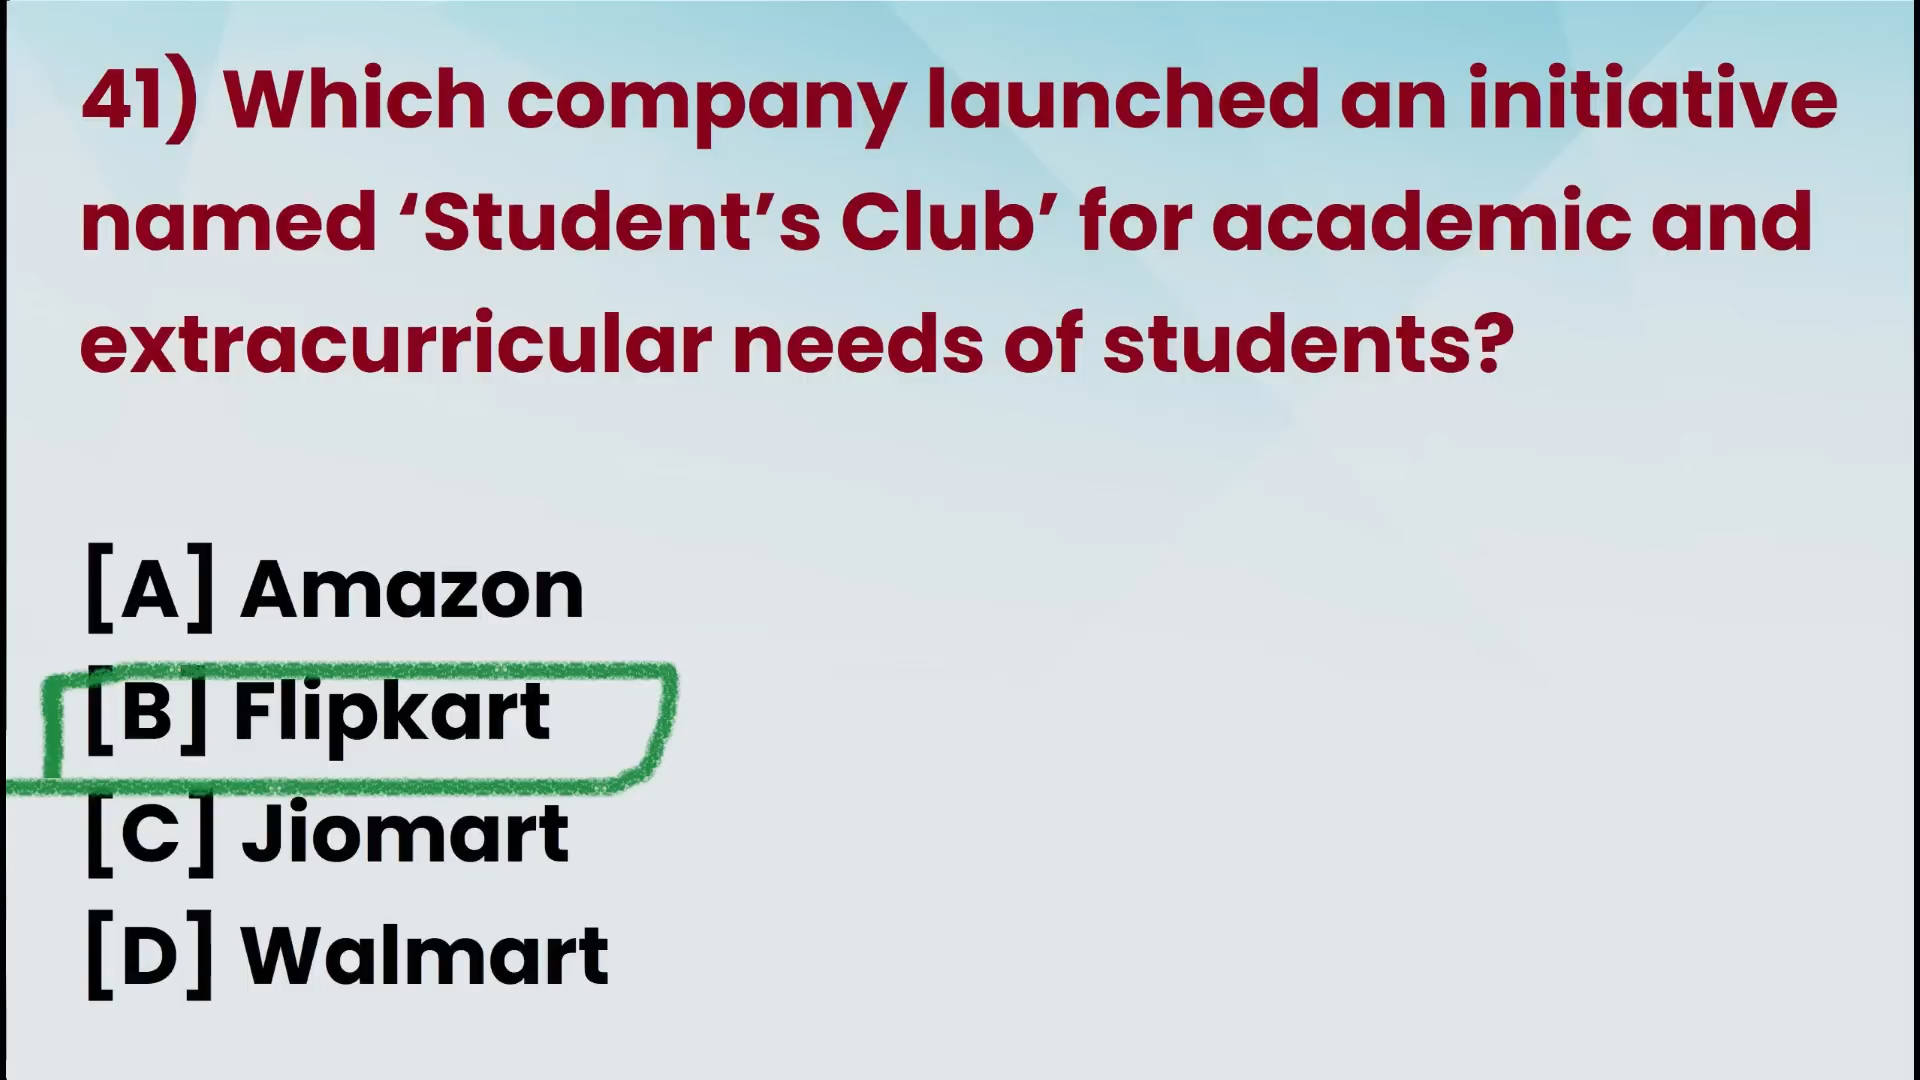 41) Which company launched an initiative
named ‘Student’s Club’ for academic and
extracurricular needs of students?
[A] Amazon
[B] Flipkart
[C] Jiomart
[D] Walmart